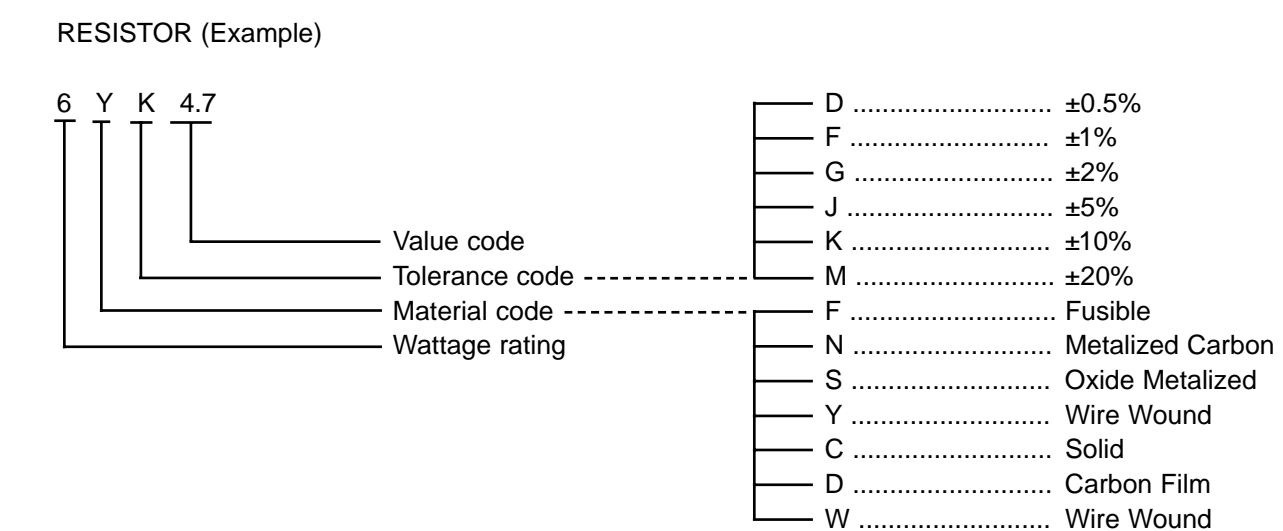 RESISTOR (Example)
6 Y K 4.7
Value code
Tolerance code
Material code
Wattage rating
D ........................... ±0.5%
F ........................... ±1%
G ........................... ±2%
J ............................ ±5%
K ........................... ±10%
M ........................... ±20%
F ............................ Fusible
N ........................... Metalized Carbon
S ........................... Oxide Metalized
Y ........................... Wire Wound
C ........................... Solid
D ........................... Carbon Film
W .......................... Wire Wound